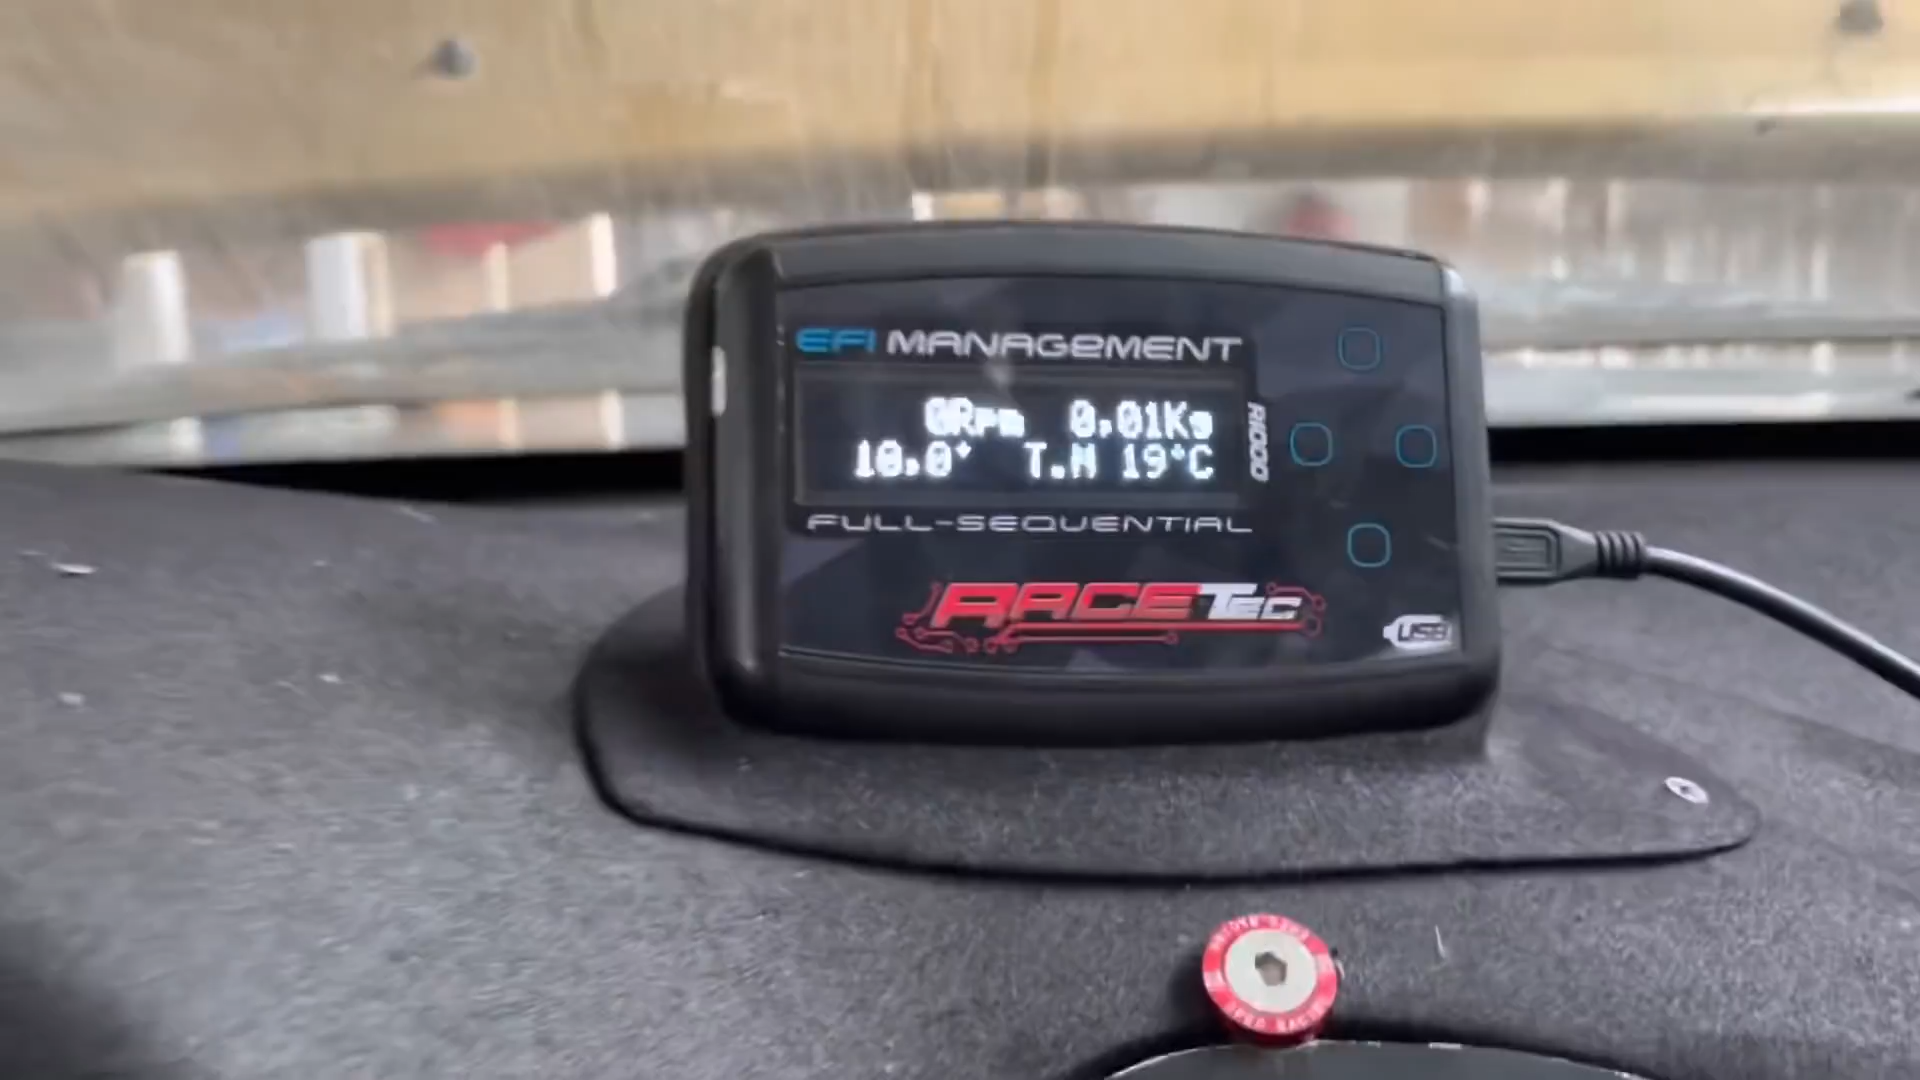 EFI MANAGEMENT
0Rpm 0,01Kg
10,0° T.M 19°C
R1000
FULL-SEQUENTIAL
RACETEC
USB